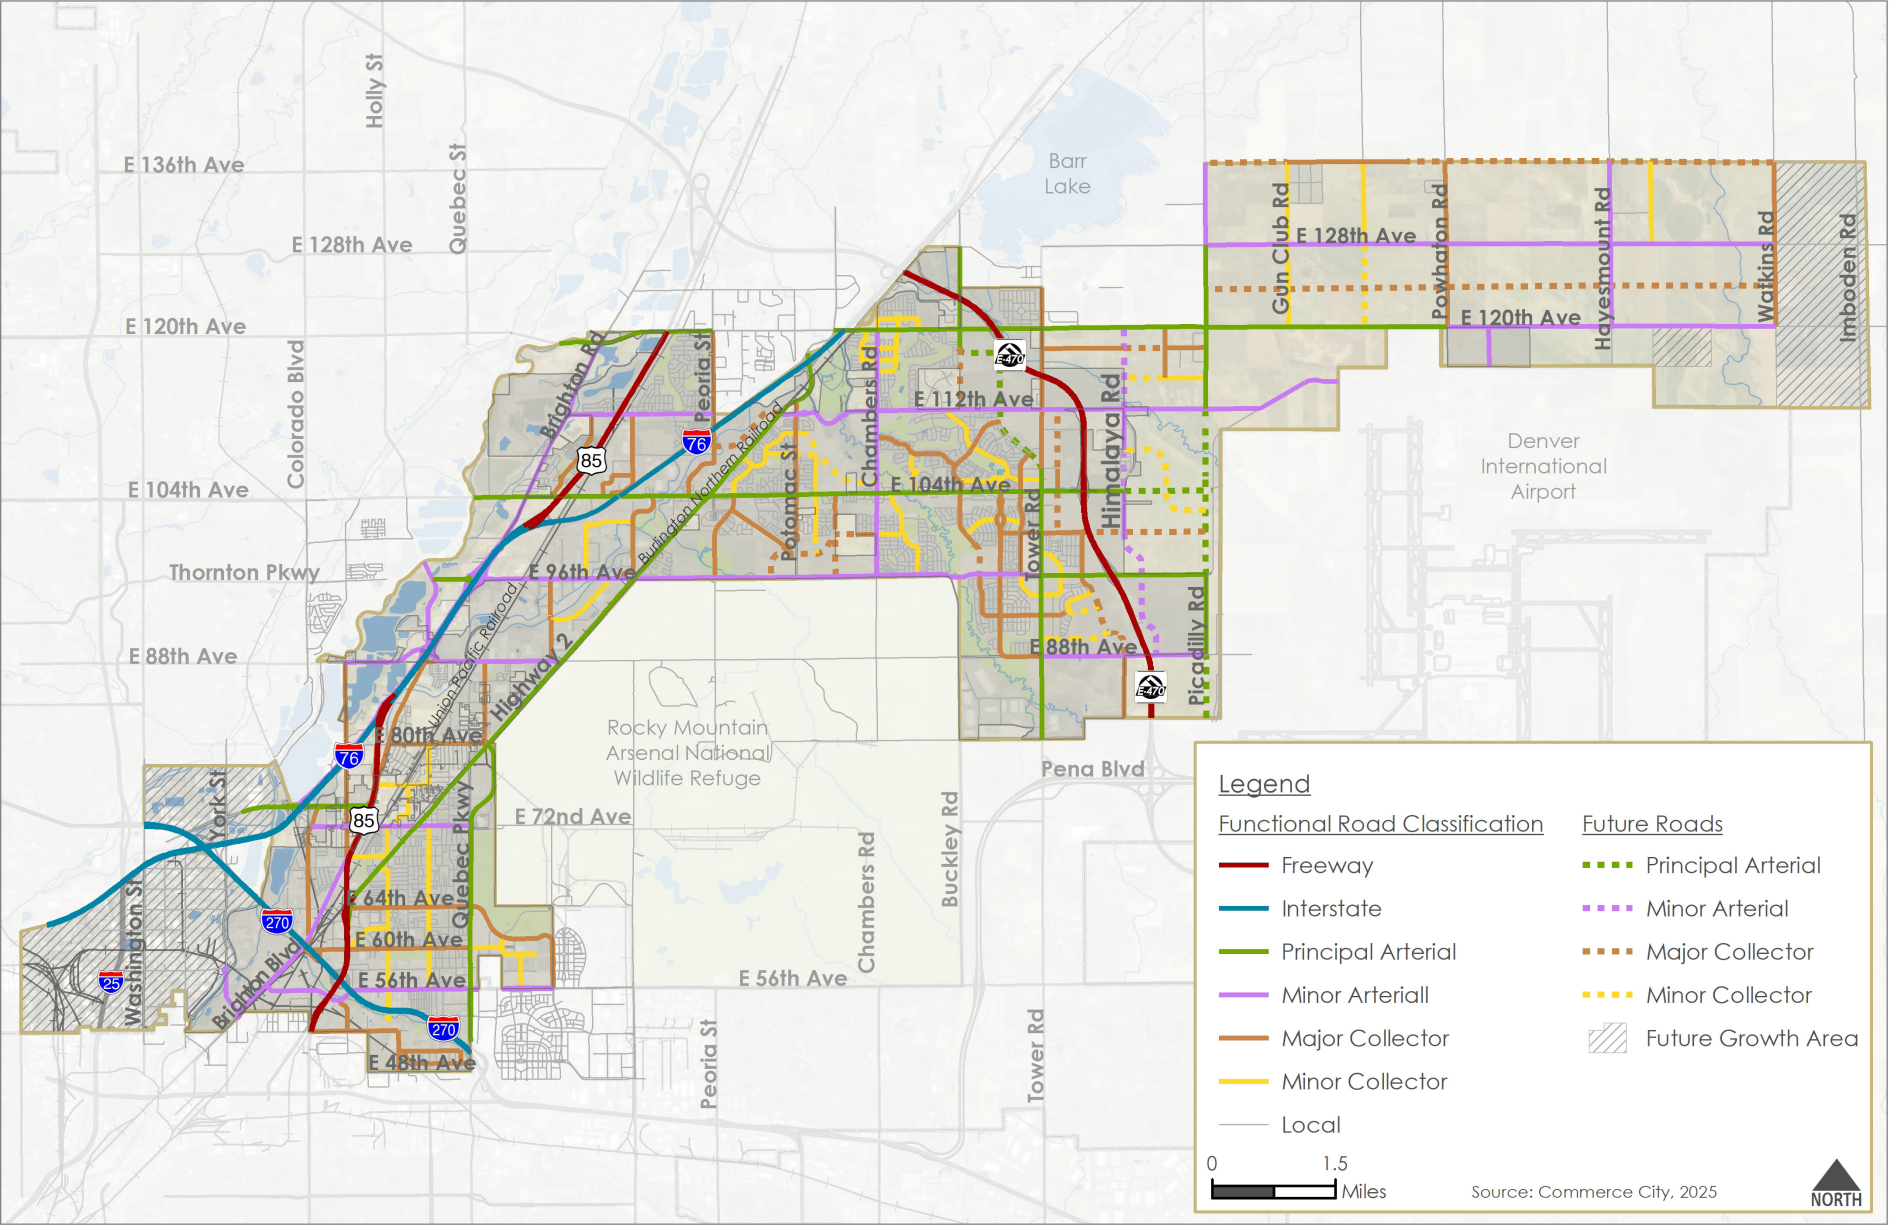 Holly St
Quebec St
E 136th Ave
E 128th Ave
E 120th Ave
Colorado Blvd
E 104th Ave
Thornton Pkwy
E 88th Ave
Barr
Lake
Gun Club Rd
E 128th Ave
Powhaton Rd
Hayesmount Rd
Watkins Rd
Imboden Rd
E 120th Ave
Brighton Rd
Peoria St
Chambers Rd
E-470
E 112th Ave
Himalaya Rd
76
85
Burlington Northern Railroad
Potomac St
E 104th Ave
Tower Rd
Denver
International
Airport
E 96th Ave
Union Pacific Railroad
Highway 2
E 88th Ave
Picadilly Rd
E-470
Rocky Mountain
Arsenal National
Wildlife Refuge
E 80th Ave
76
Pena Blvd
York St
85
Quebec Pkwy
E 72nd Ave
Buckley Rd
Chambers Rd
Washington St
E 64th Ave
270
E 60th Ave
Brighton Blvd
25
E 56th Ave
E 56th Ave
270
E 48th Ave
Peoria St
Tower Rd
Legend
Functional Road Classification
Freeway
Interstate
Principal Arterial
Minor Arteriall
Major Collector
Minor Collector
Local
Future Roads
Principal Arterial
Minor Arterial
Major Collector
Minor Collector
Future Growth Area
0 1.5
Miles
Source: Commerce City, 2025
NORTH